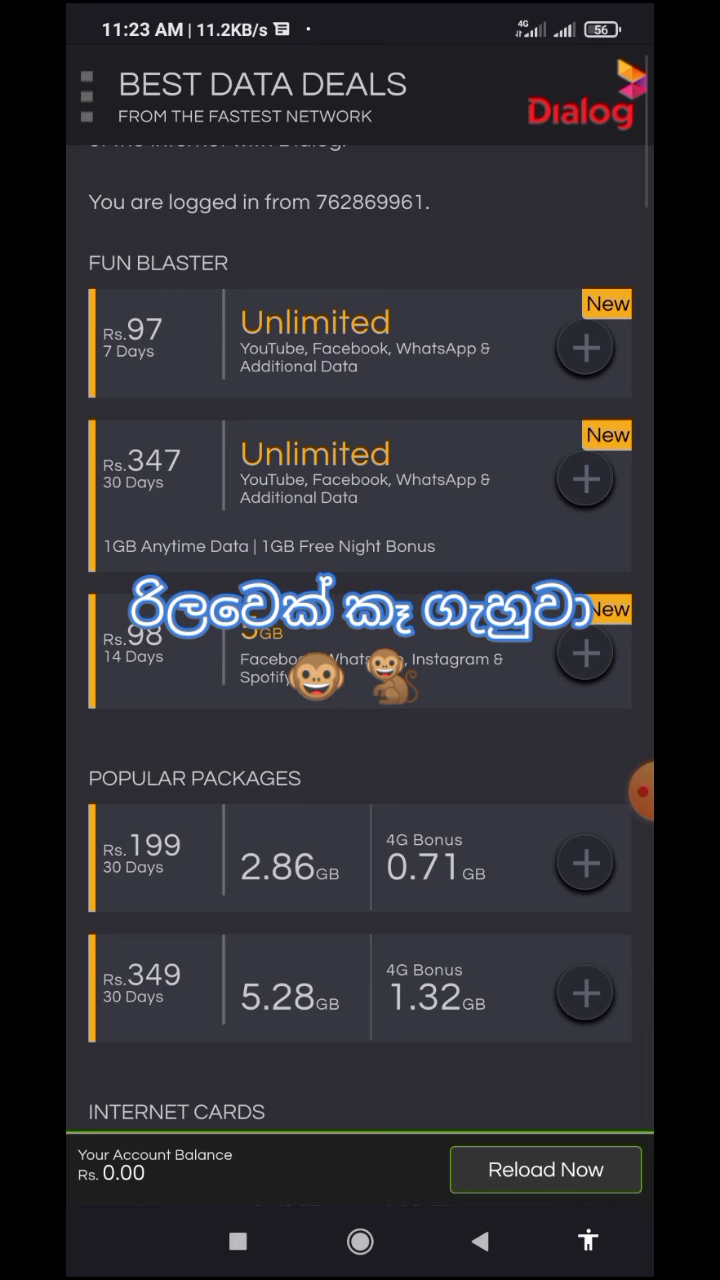 11:23 AM | 11.2KB/s
4G
56
BEST DATA DEALS
FROM THE FASTEST NETWORK
Dialog
You are logged in from 762869961.
FUN BLASTER
New
Rs.97
7 Days
Unlimited
YouTube, Facebook, WhatsApp &
Additional Data
New
Rs.347
30 Days
Unlimited
YouTube, Facebook, WhatsApp &
Additional Data
1GB Anytime Data | 1GB Free Night Bonus
රිලවෙක් කෑ ගැහුවා
New
Rs.98
14 Days
5GB
Instagram &
Spotify
POPULAR PACKAGES
Rs.199
30 Days
2.86GB
4G Bonus
0.71GB
Rs.349
30 Days
5.28GB
4G Bonus
1.32GB
INTERNET CARDS
Your Account Balance
Rs. 0.00
Reload Now